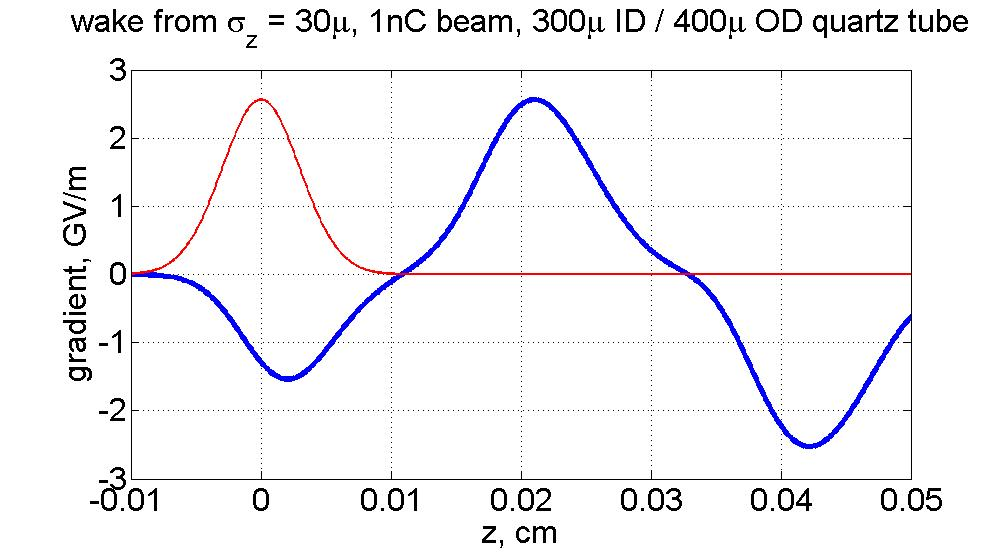 wake from σz = 30μ, 1nC beam, 300μ ID / 400μ OD quartz tube
3
2
1
0
-1
-2
-3
gradient, GV/m
-0.01 0 0.01 0.02 0.03 0.04 0.05
z, cm